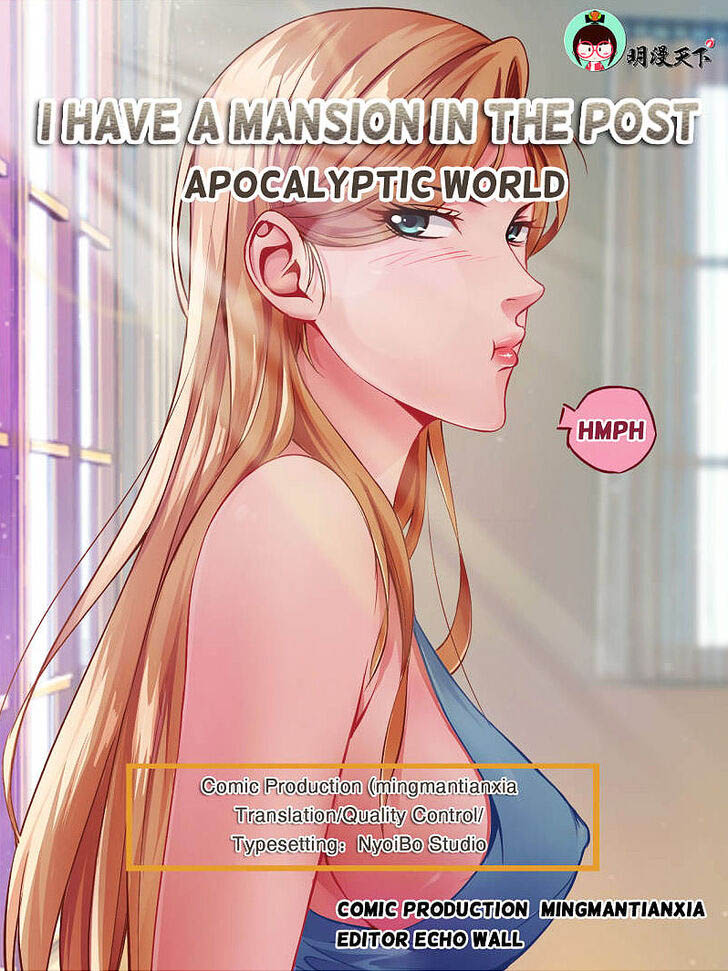 明漫天下
I HAVE A MANSION IN THE POST
APOCALYPTIC WORLD
HMPH
Comic Production (mingmantianxia
Translation/Quality Control/
Typesetting: NyoiBo Studio
COMIC PRODUCTION MINGMANTIANXIA
EDITOR ECHO WALL